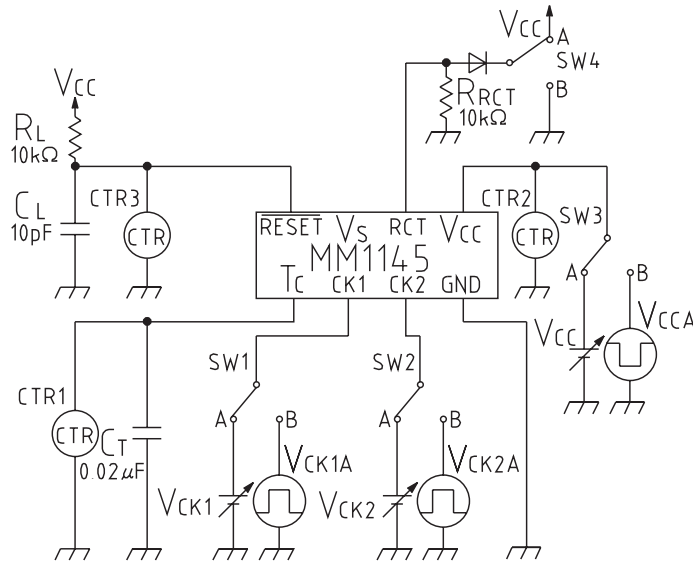 VCC
A
SW4
B
RRCT
10kΩ
VCC
RL
10kΩ
CL
10pF
CTR3
CTR
CTR2
CTR
SW3
A
B
RESET
VS
RCT
VCC
MM1145
TC
CK1
CK2
GND
VCC
VCCA
CTR1
CTR
CT
0.02μF
SW1
A
B
VCK1
VCK1A
SW2
A
B
VCK2
VCK2A